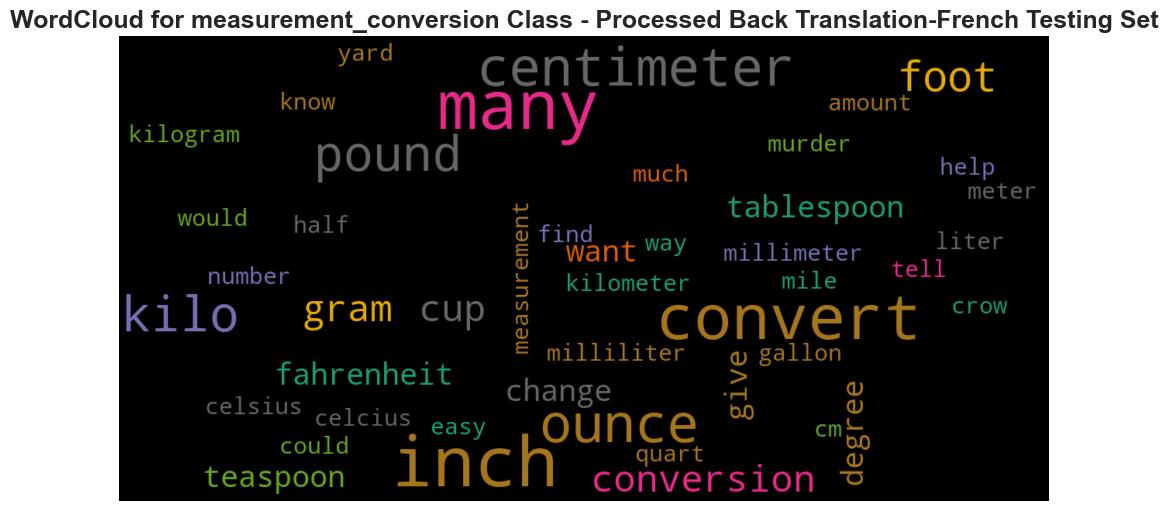 WordCloud for measurement_conversion Class - Processed Back Translation-French Testing Set
yard
centimeter
foot
know
many
amount
kilogram
pound
murder
much
help
meter
would
half
tablespoon
measurement
find
want
way
millimeter
liter
number
kilometer
mile
tell
kilo
gram
cup
convert
crow
milliliter
gallon
fahrenheit
change
give
degree
celsius
celcius
easy
ounce
cm
could
inch
quart
teaspoon
conversion